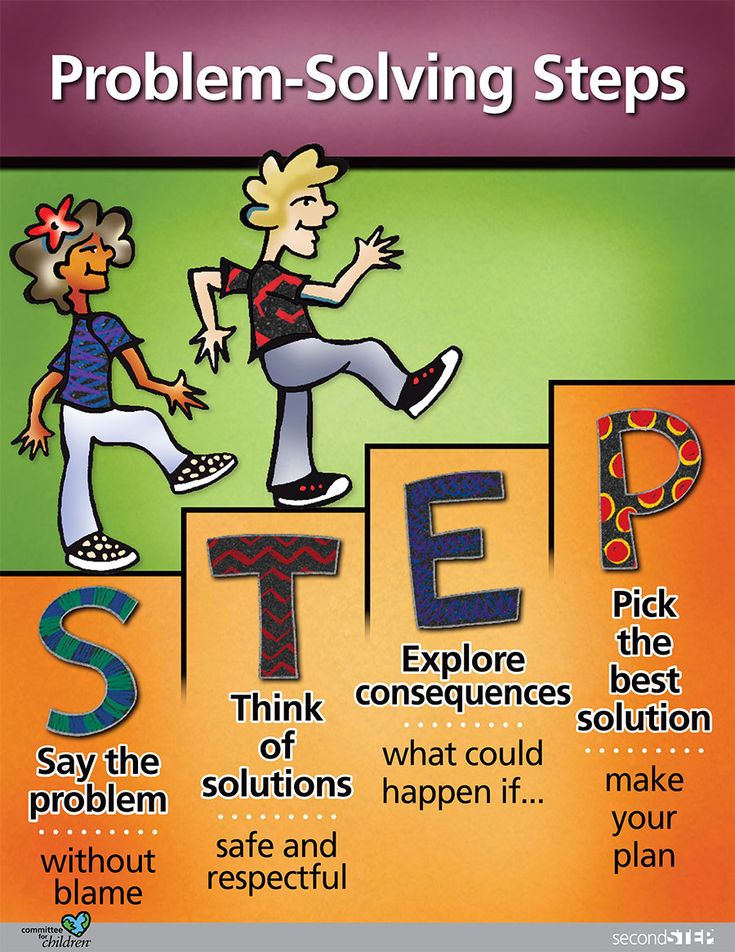 Problem-Solving Steps
S
Say the
problem
without
blame
T
Think
of
solutions
safe and
respectful
E
Explore
consequences
what could
happen if...
P
Pick
the
best
solution
make
your
plan
committee
for
children
secondSTEP